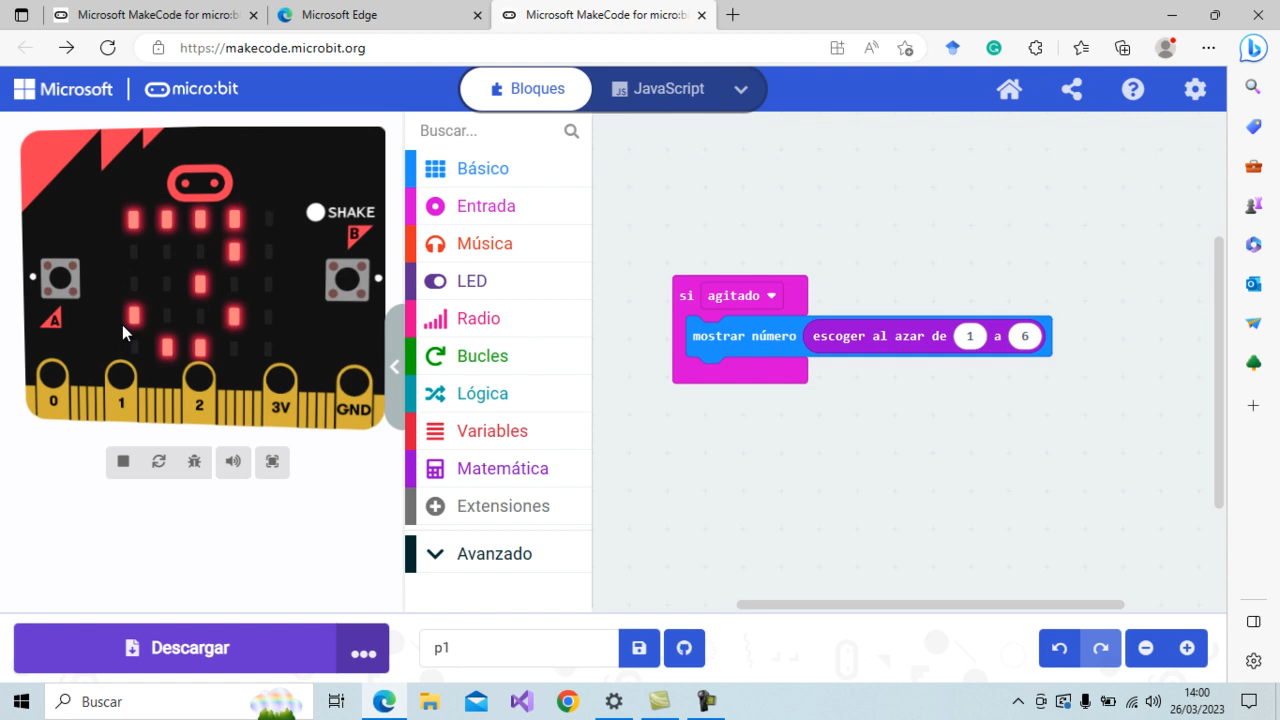 Microsoft MakeCode for micro:b
Microsoft Edge
Microsoft MakeCode for micro:b
https://makecode.microbit.org
Microsoft
micro:bit
Bloques
JavaScript
SHAKE
B
A
0
1
2
3V
GND
Buscar...
Básico
Entrada
Música
LED
Radio
Bucles
Lógica
Variables
Matemática
Extensiones
Avanzado
si agitado
mostrar número escoger al azar de 1 a 6
Descargar
p1
Buscar
14:00
26/03/2023